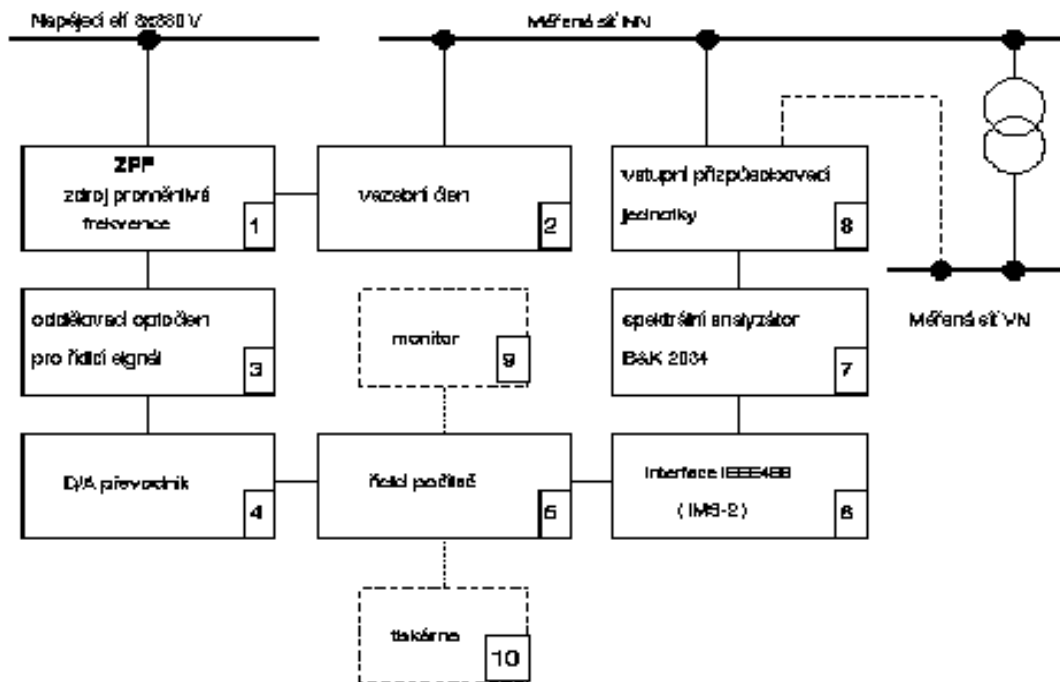 Napájecí síť 3x380 V
Měřená síť NN
ZPF
zdroj proměnlivé
frekvence
1
vazební člen
2
vstupní přizpůsobovací
jednotky
8
oddělovací optočlen
pro řídicí signál
3
monitor
9
spektrální analyzátor
B&K 2034
7
Měřená síť VN
D/A převodník
4
řídicí počítač
5
Interface IEEE488
( IMS-2 )
6
tiskárna
10